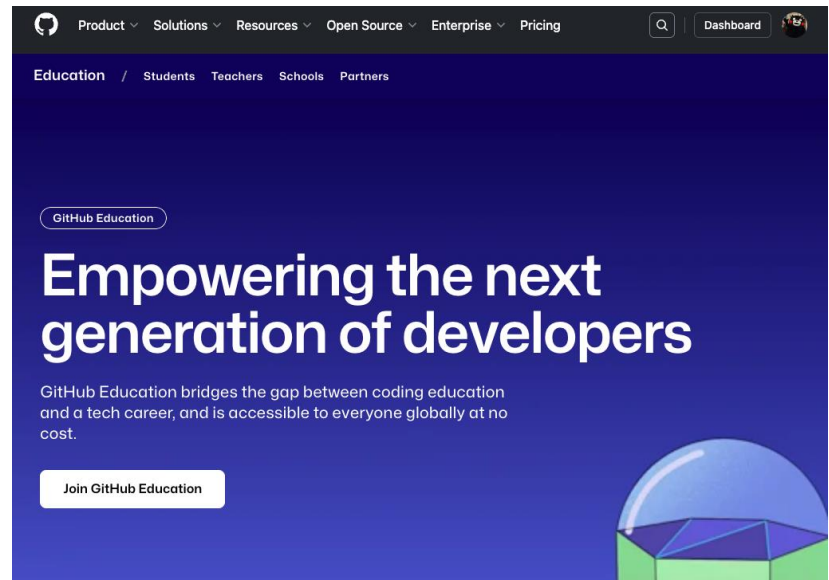 Product Solutions Resources Open Source Enterprise Pricing Dashboard
Education / Students Teachers Schools Partners
GitHub Education
Empowering the next
generation of developers
GitHub Education bridges the gap between coding education
and a tech career, and is accessible to everyone globally at no
cost.
Join GitHub Education